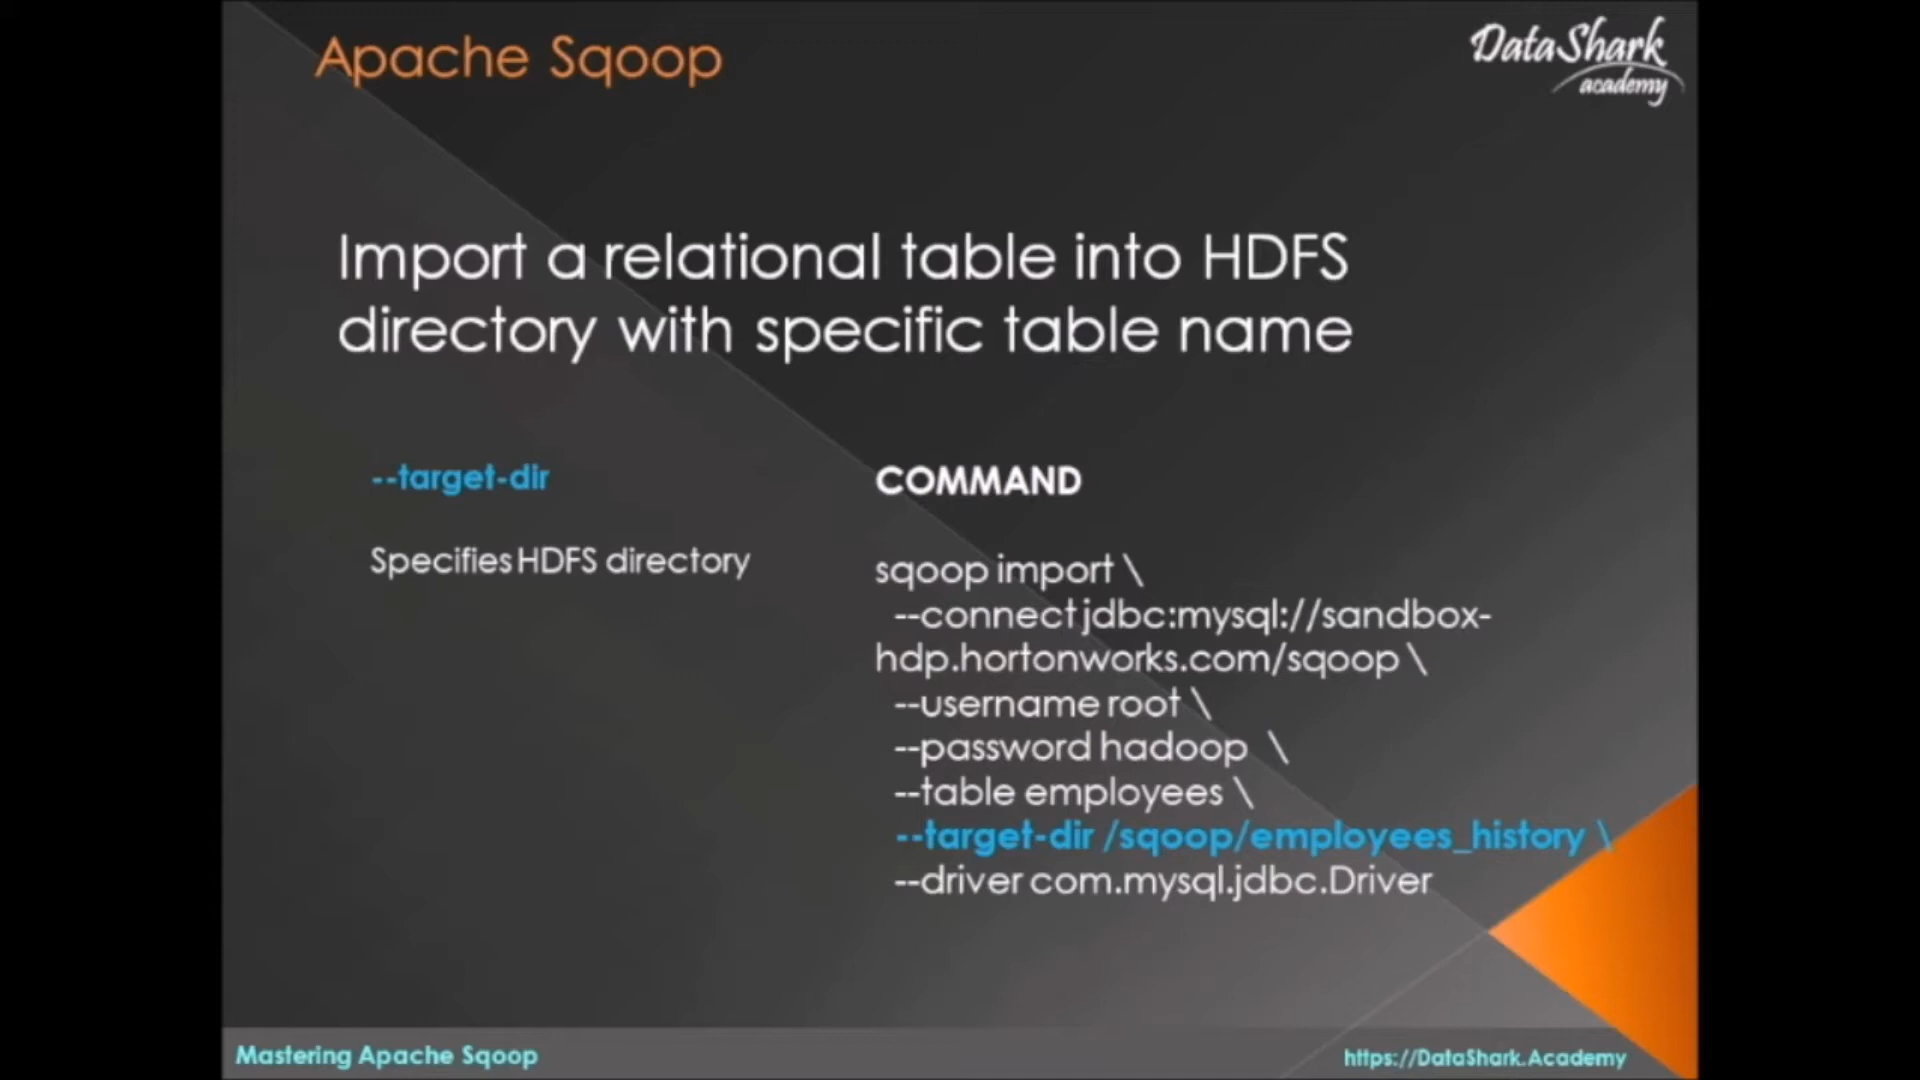 Apache Sqoop
DataShark
academy
Import a relational table into HDFS
directory with specific table name
--target-dir
Specifies HDFS directory
COMMAND
sqoop import \
--connect jdbc:mysql://sandbox-
hdp.hortonworks.com/sqoop \
--username root \
--password hadoop \
--table employees \
--target-dir /sqoop/employees_history \
--driver com.mysql.jdbc.Driver
Mastering Apache Sqoop
https://DataShark.Academy